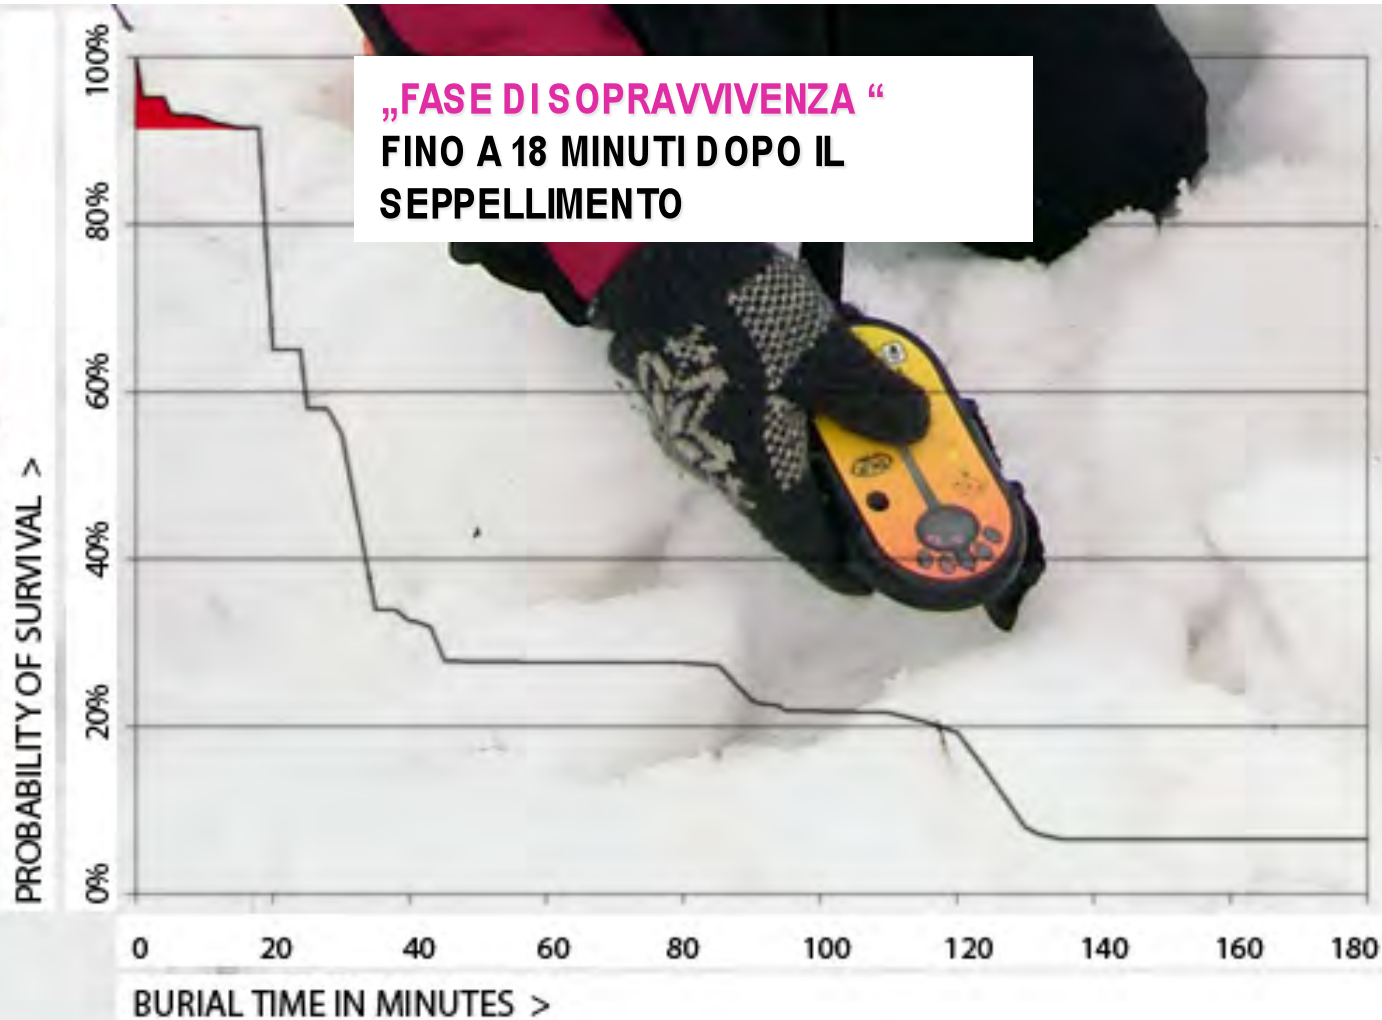 „FASE DI SOPRAVVIVENZA “
FINO A 18 MINUTI DOPO IL
SEPPELLIMENTO
100%
80%
60%
40%
20%
0%
PROBABILITY OF SURVIVAL >
0 20 40 60 80 100 120 140 160 180
BURIAL TIME IN MINUTES >